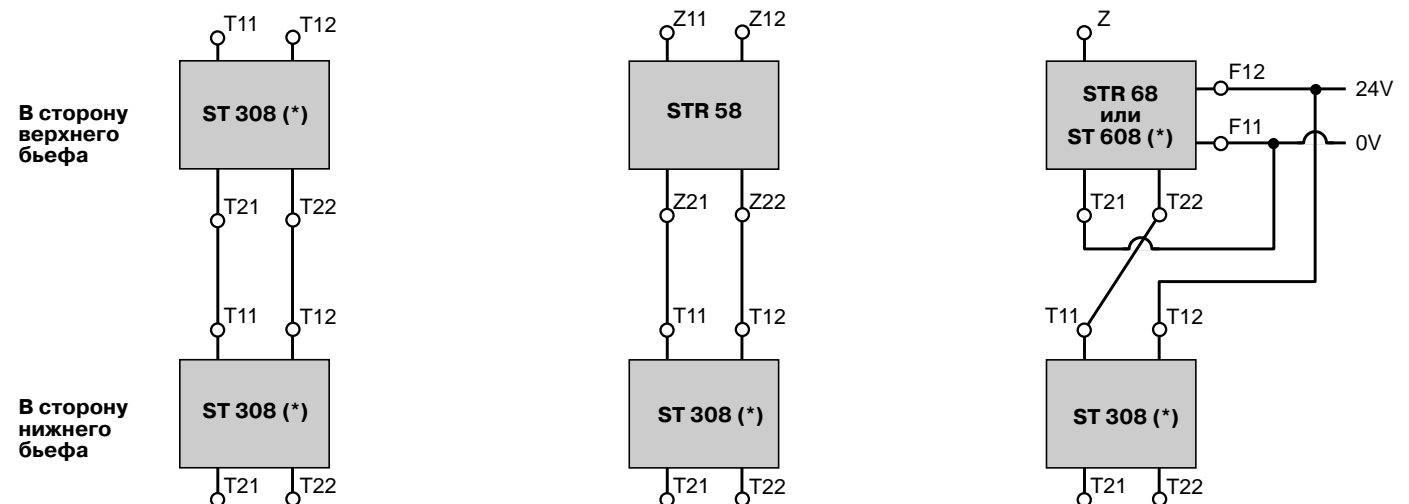 T11 T12 Z11 Z12 Z
В сторону
верхнего
бьефа
ST 308 (*)
STR 58
STR 68
или
ST 608 (*)
F12
24V
F11
0V
T21 T22 Z21 Z22 T21 T22
T11 T12 T11 T12 T11 T12
В сторону
нижнего
бьефа
ST 308 (*)
ST 308 (*)
ST 308 (*)
T21 T22 T21 T22 T21 T22